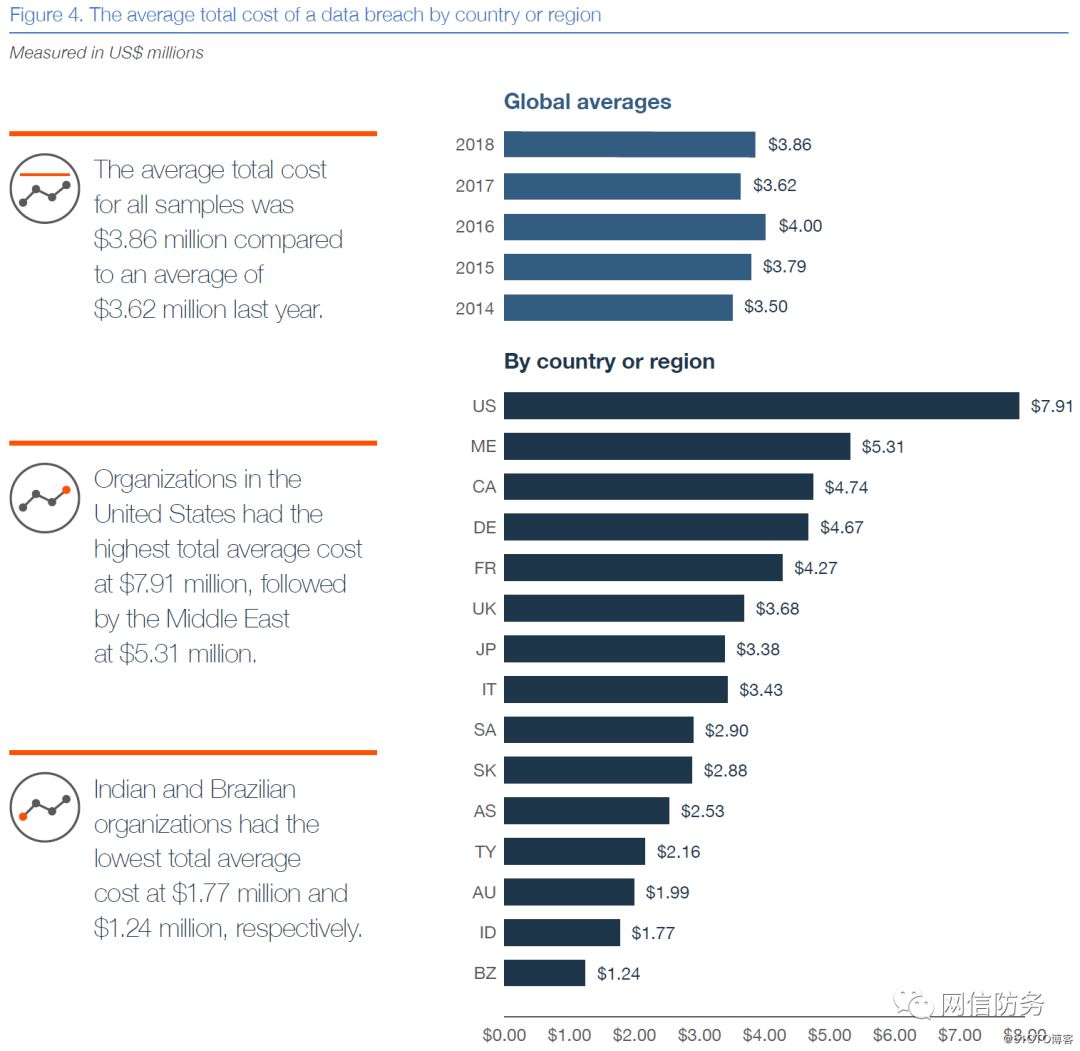 Figure 4. The average total cost of a data breach by country or region
Measured in US$ millions
The average total cost
for all samples was
$3.86 million compared
to an average of
$3.62 million last year.
Organizations in the
United States had the
highest total average cost
at $7.91 million, followed
by the Middle East
at $5.31 million.
Indian and Brazilian
organizations had the
lowest total average
cost at $1.77 million and
$1.24 million, respectively.
Global averages
2018 $3.86
2017 $3.62
2016 $4.00
2015 $3.79
2014 $3.50
By country or region
US $7.91
ME $5.31
CA $4.74
DE $4.67
FR $4.27
UK $3.68
JP $3.38
IT $3.43
SA $2.90
SK $2.88
AS $2.53
TY $2.16
AU $1.99
ID $1.77
BZ $1.24
$0.00 $1.00 $2.00 $3.00 $4.00 $5.00 $6.00 $7.00 $8.00
网信防务
@51CTO博客